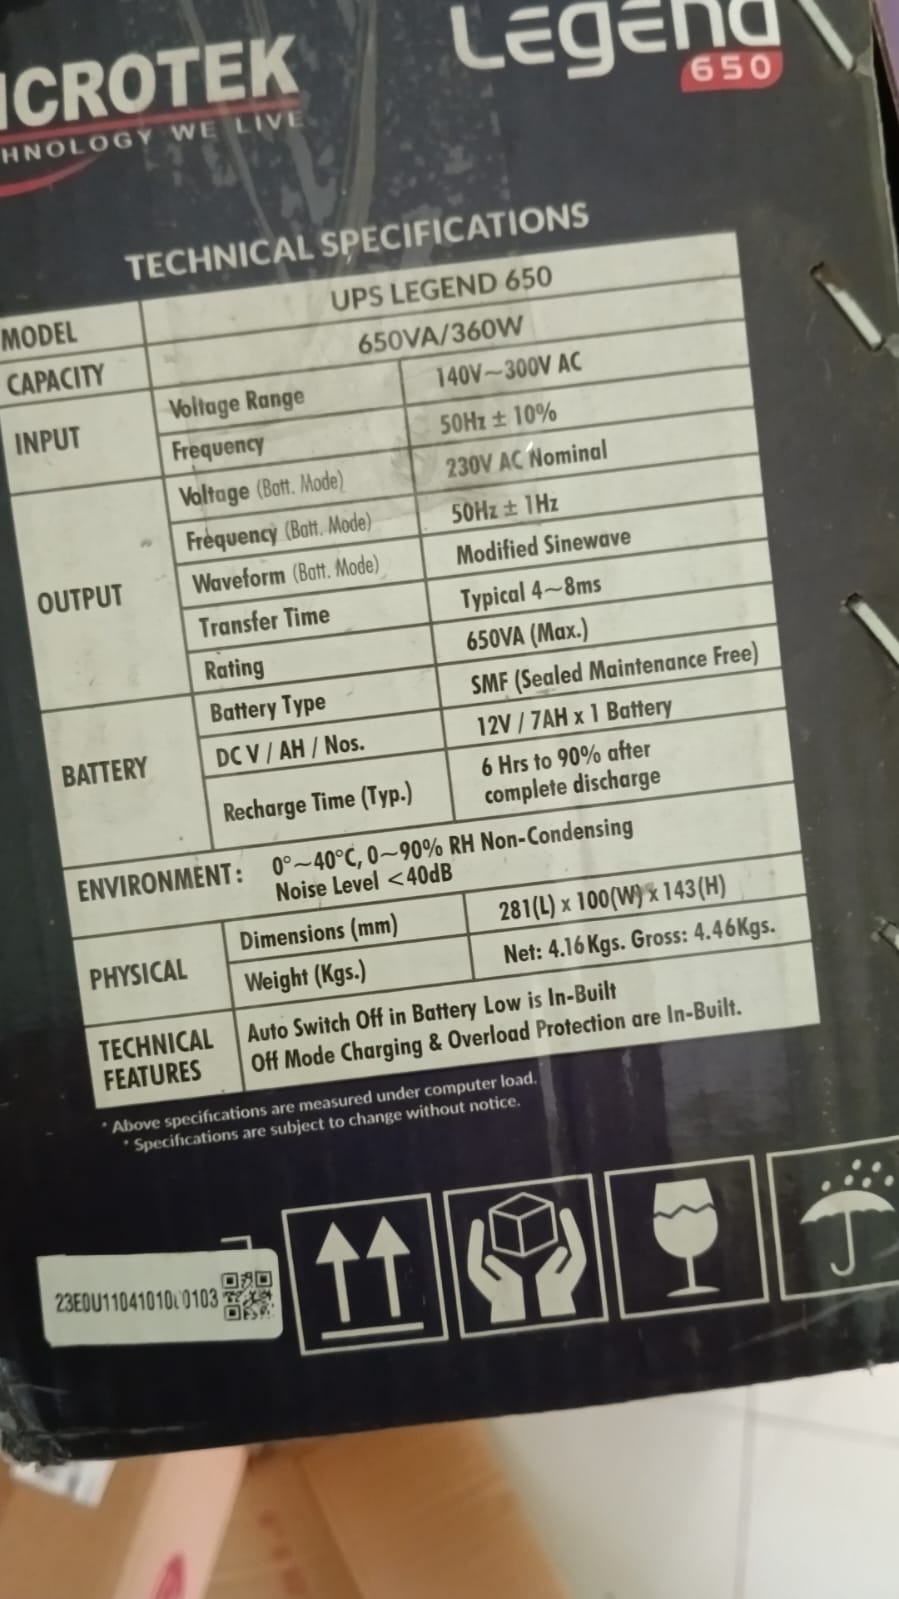 ICROTEK
HNOLOGY WE LIVE
Legend
650
TECHNICAL SPECIFICATIONS
MODEL UPS LEGEND 650
CAPACITY 650VA/360W
INPUT
Voltage Range 140V~300V AC
Frequency 50Hz ± 10%
OUTPUT
Voltage (Batt. Mode) 230V AC Nominal
Frequency (Batt. Mode) 50Hz ± 1Hz
Waveform (Batt. Mode) Modified Sinewave
Transfer Time Typical 4~8ms
Rating 650VA (Max.)
BATTERY
Battery Type SMF (Sealed Maintenance Free)
DC V / AH / Nos. 12V / 7AH x 1 Battery
Recharge Time (Typ.) 6 Hrs to 90% after
complete discharge
ENVIRONMENT: 0°~40°C, 0~90% RH Non-Condensing
Noise Level <40dB
PHYSICAL
Dimensions (mm) 281(L) x 100(W) x 143(H)
Weight (Kgs.) Net: 4.16Kgs. Gross: 4.46Kgs.
TECHNICAL FEATURES
Auto Switch Off in Battery Low is In-Built
Off Mode Charging & Overload Protection are In-Built.
* Above specifications are measured under computer load.
* Specifications are subject to change without notice.